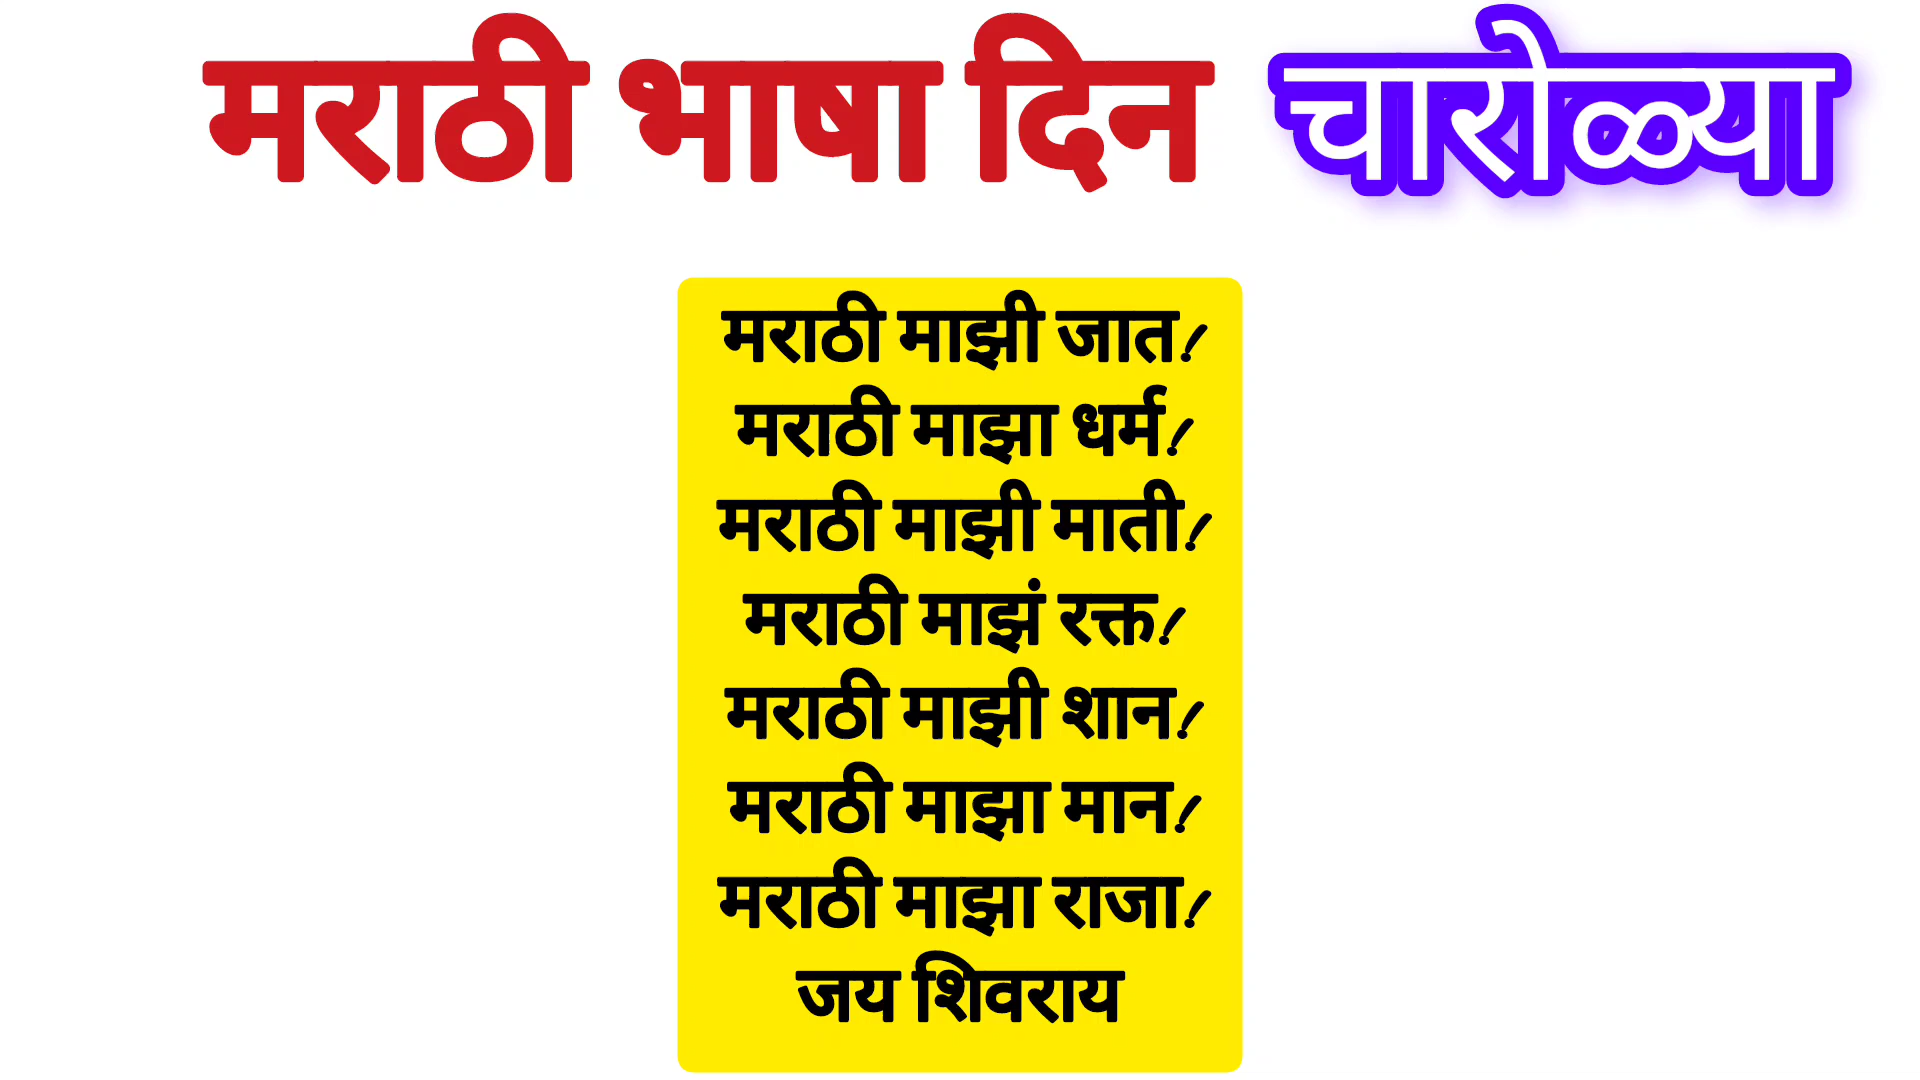 मराठी भाषा दिन चारोळ्या
मराठी माझी जात!
मराठी माझा धर्म!
मराठी माझी माती!
मराठी माझं रक्त!
मराठी माझी शान!
मराठी माझा मान!
मराठी माझा राजा!
जय शिवराय